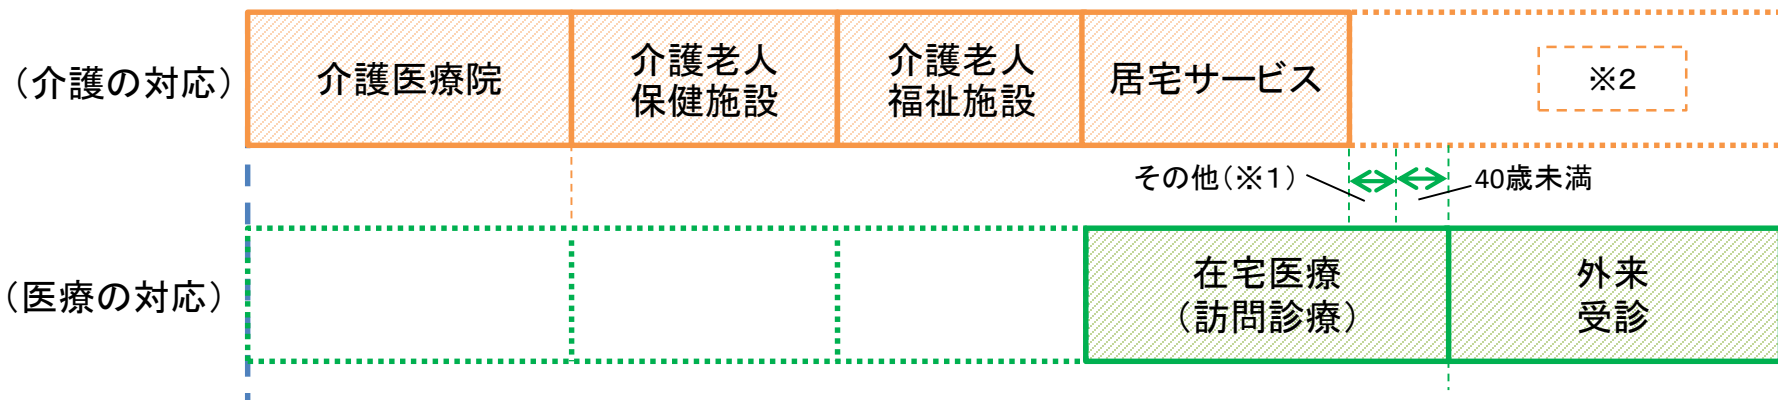 （介護の対応）
介護医療院
介護老人
保健施設
介護老人
福祉施設
居宅サービス
※2
その他（※1）
40歳未満
（医療の対応）
在宅医療
（訪問診療）
外来
受診